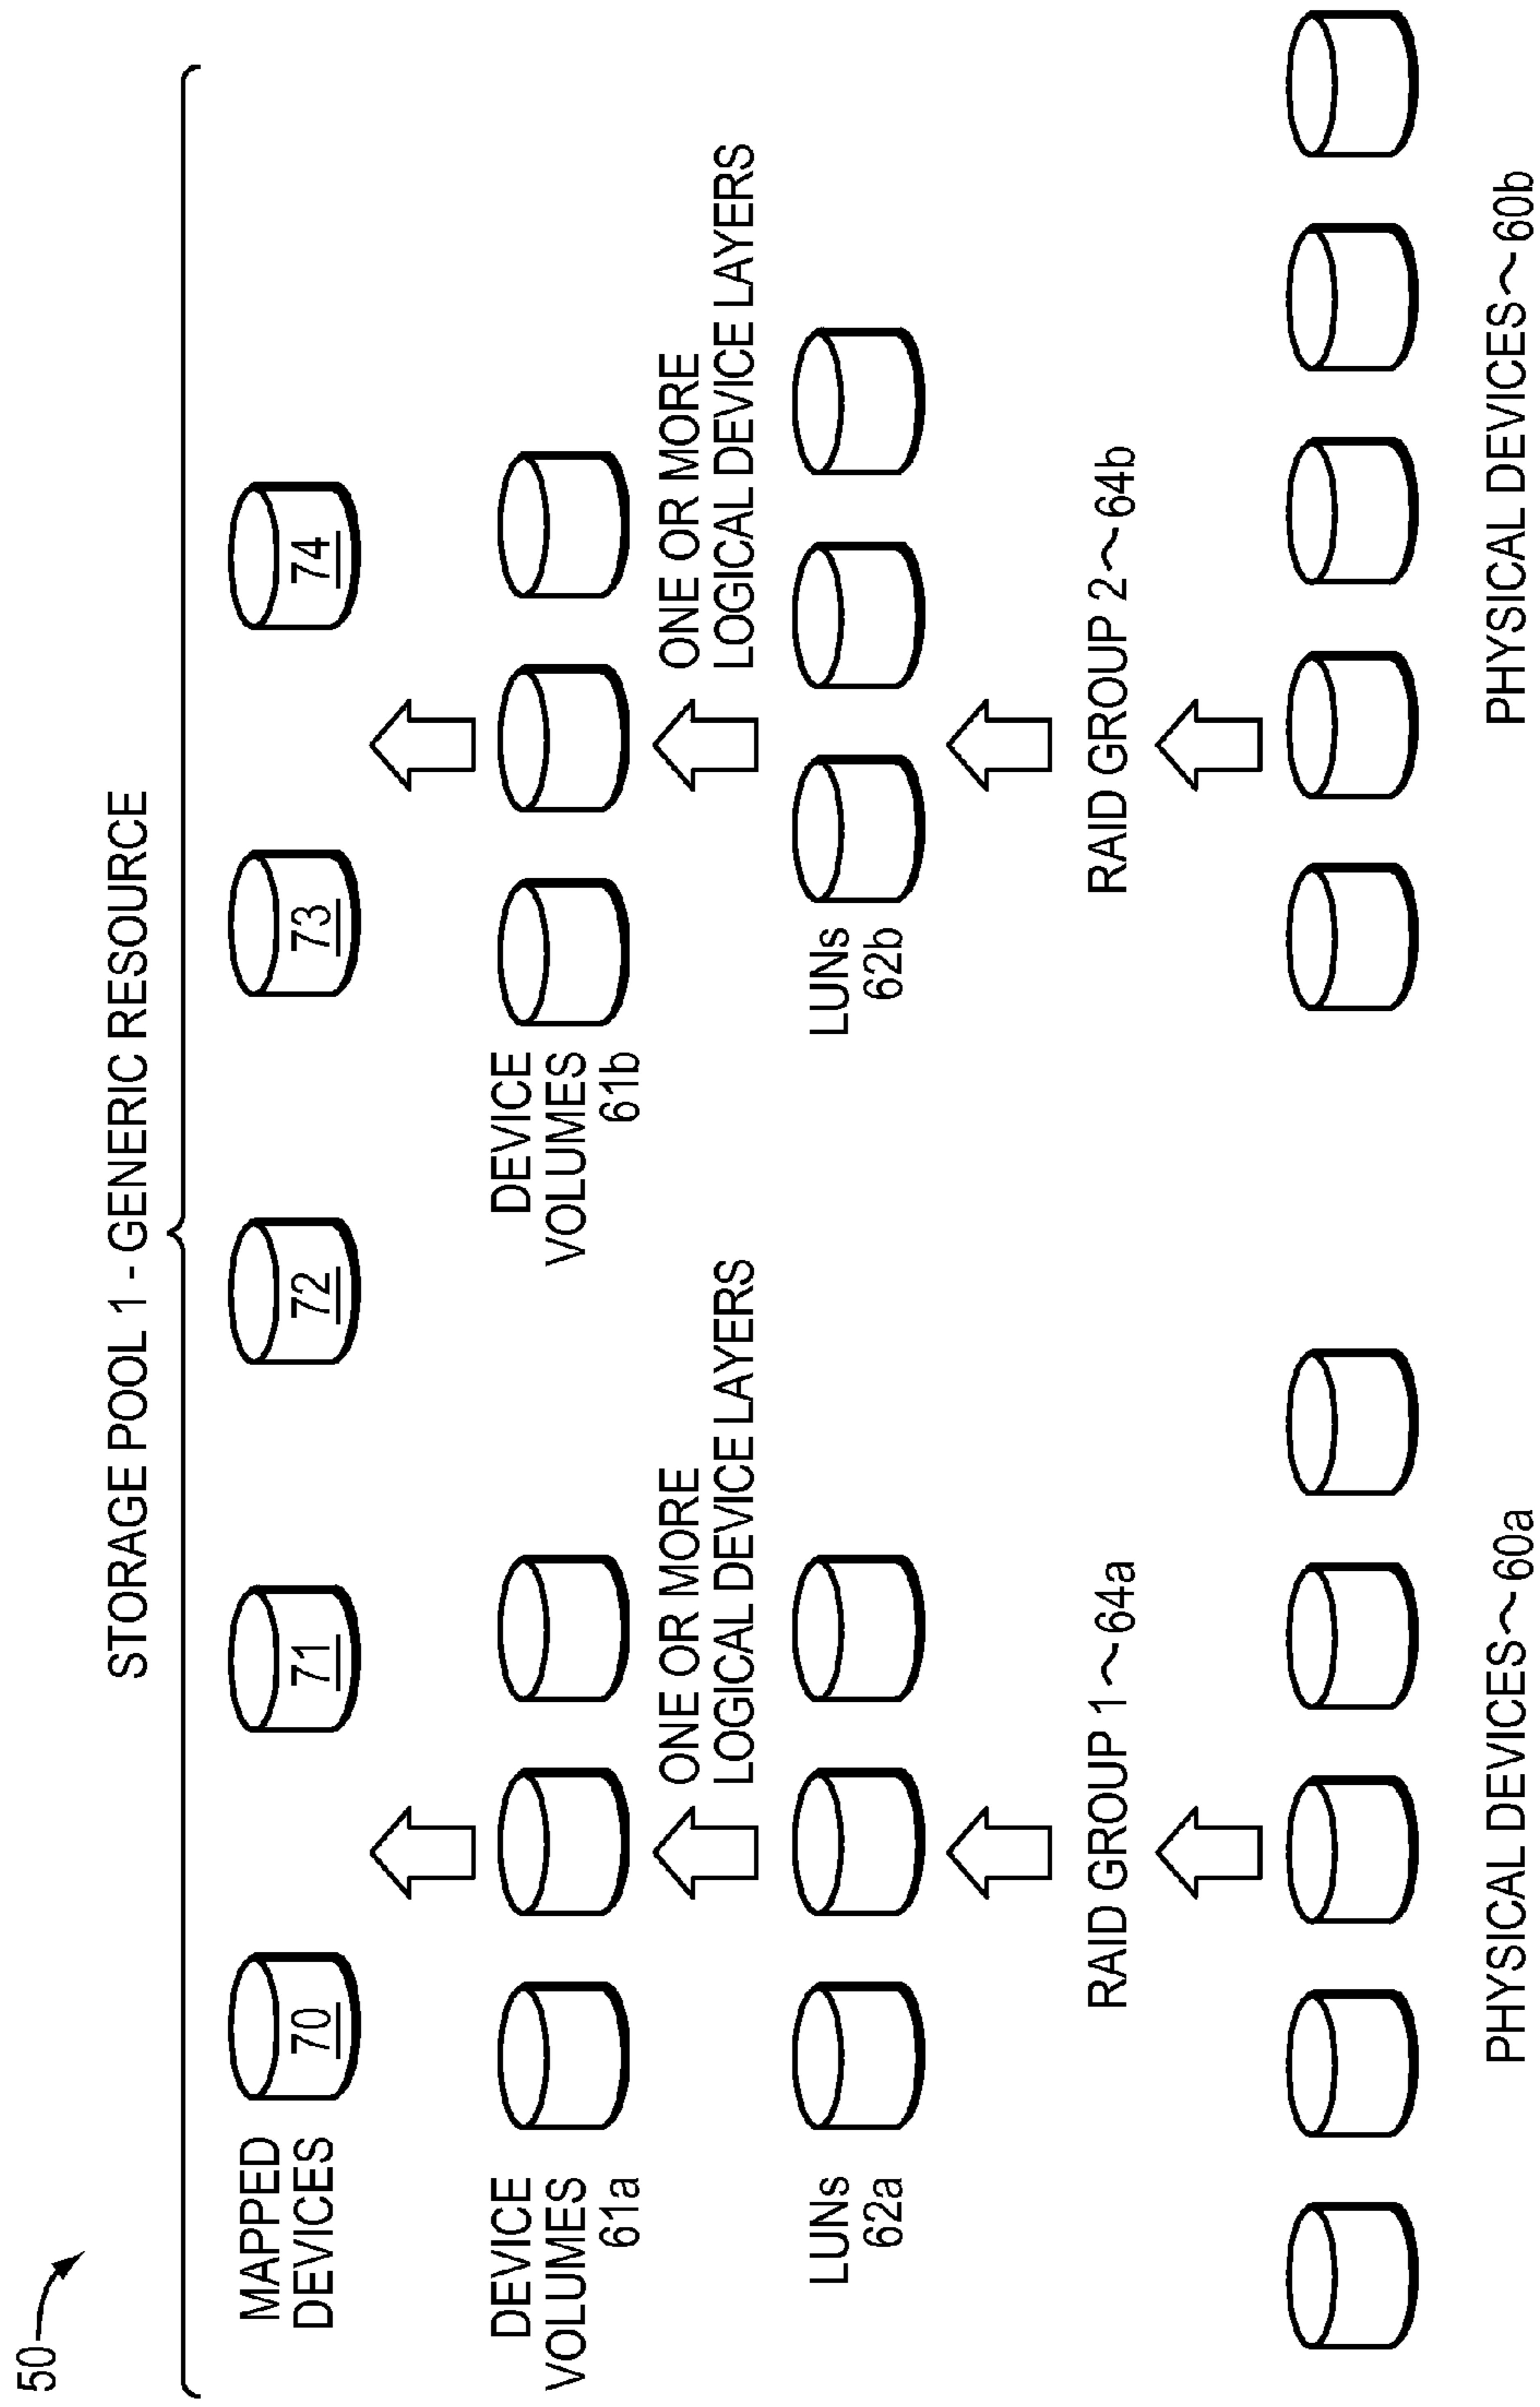 50
STORAGE POOL 1 - GENERIC RESOURCE
MAPPED
DEVICES
70
71
72
73
74
DEVICE
VOLUMES
61a
DEVICE
VOLUMES
61b
ONE OR MORE
LOGICAL DEVICE LAYERS
ONE OR MORE
LOGICAL DEVICE LAYERS
LUNs
62a
LUNs
62b
RAID GROUP 1~64a
RAID GROUP 2~64b
PHYSICAL DEVICES~60a
PHYSICAL DEVICES~60b